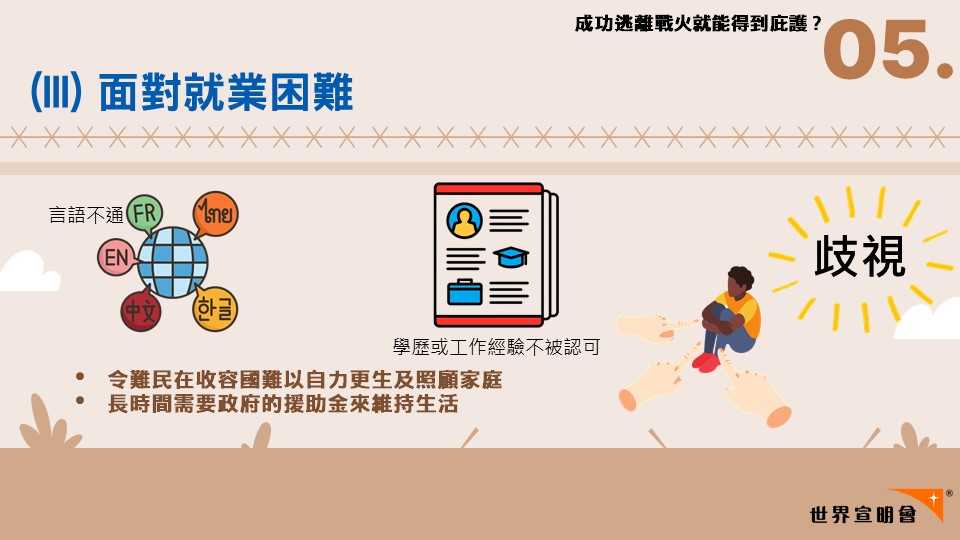 成功逃離戰火就能得到庇護？
05.
(III) 面對就業困難
言語不通
FR
ไทย
EN
中文
한글
歧視
學歷或工作經驗不被認可
• 令難民在收容國難以自力更生及照顧家庭
• 長時間需要政府的援助金來維持生活
世界宣明會®